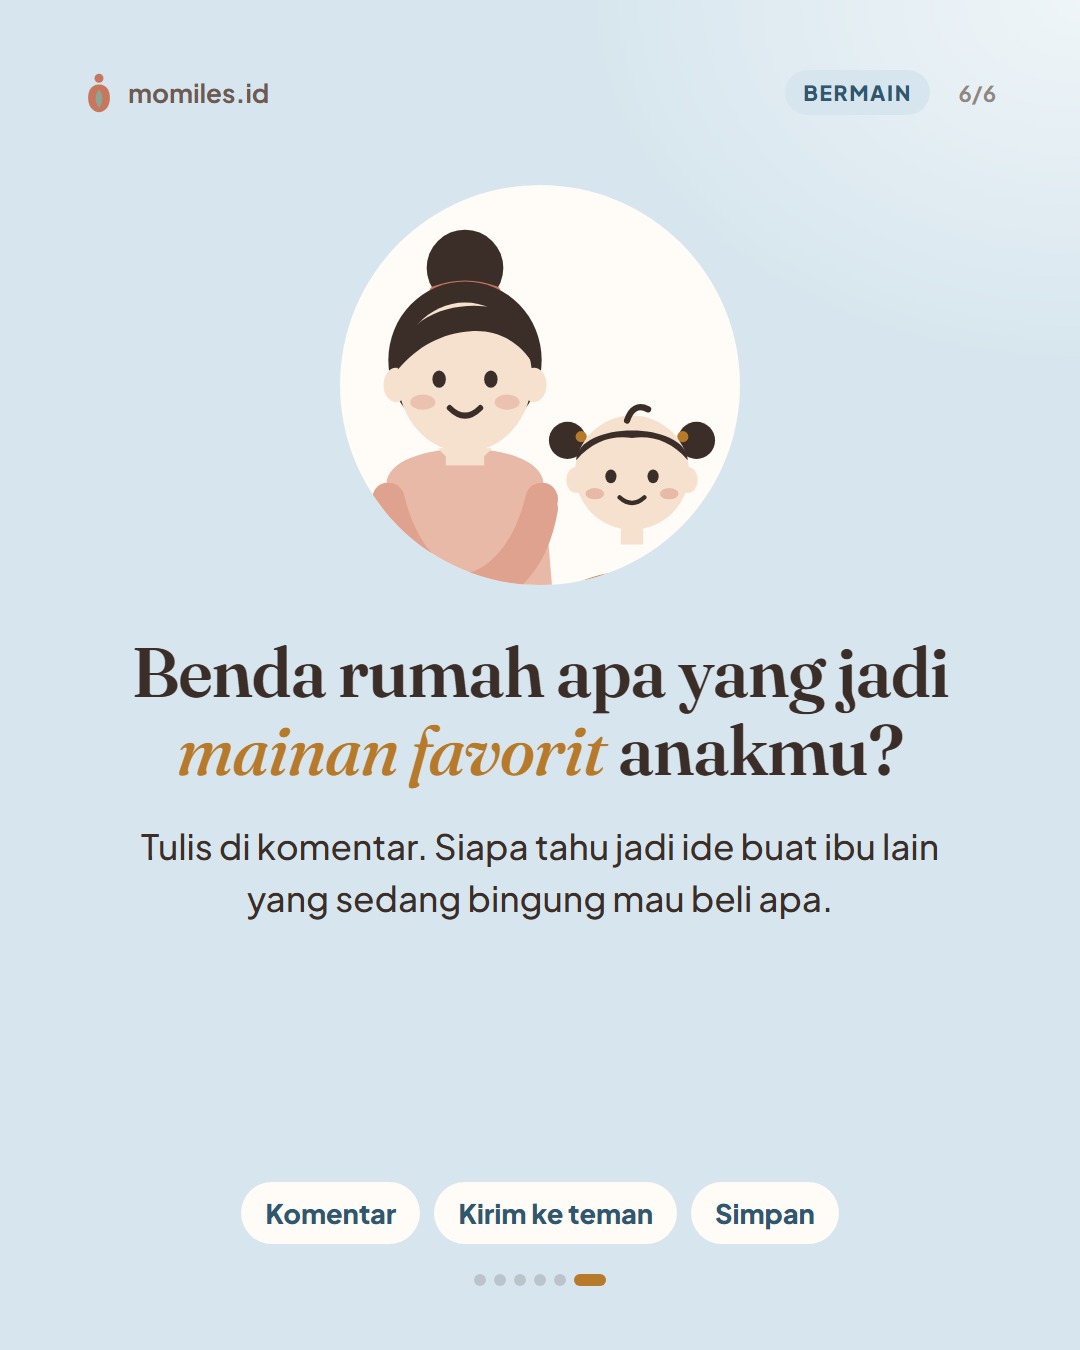 momiles.id
BERMAIN
6/6
Benda rumah apa yang jadi
mainan favorit anakmu?
Tulis di komentar. Siapa tahu jadi ide buat ibu lain
yang sedang bingung mau beli apa.
Komentar
Kirim ke teman
Simpan